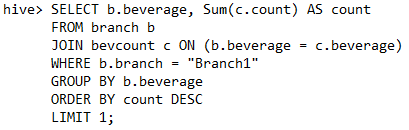 hive> SELECT b.beverage, Sum(c.count) AS count
FROM branch b
JOIN bevcount c ON (b.beverage = c.beverage)
WHERE b.branch = "Branch1"
GROUP BY b.beverage
ORDER BY count DESC
LIMIT 1;